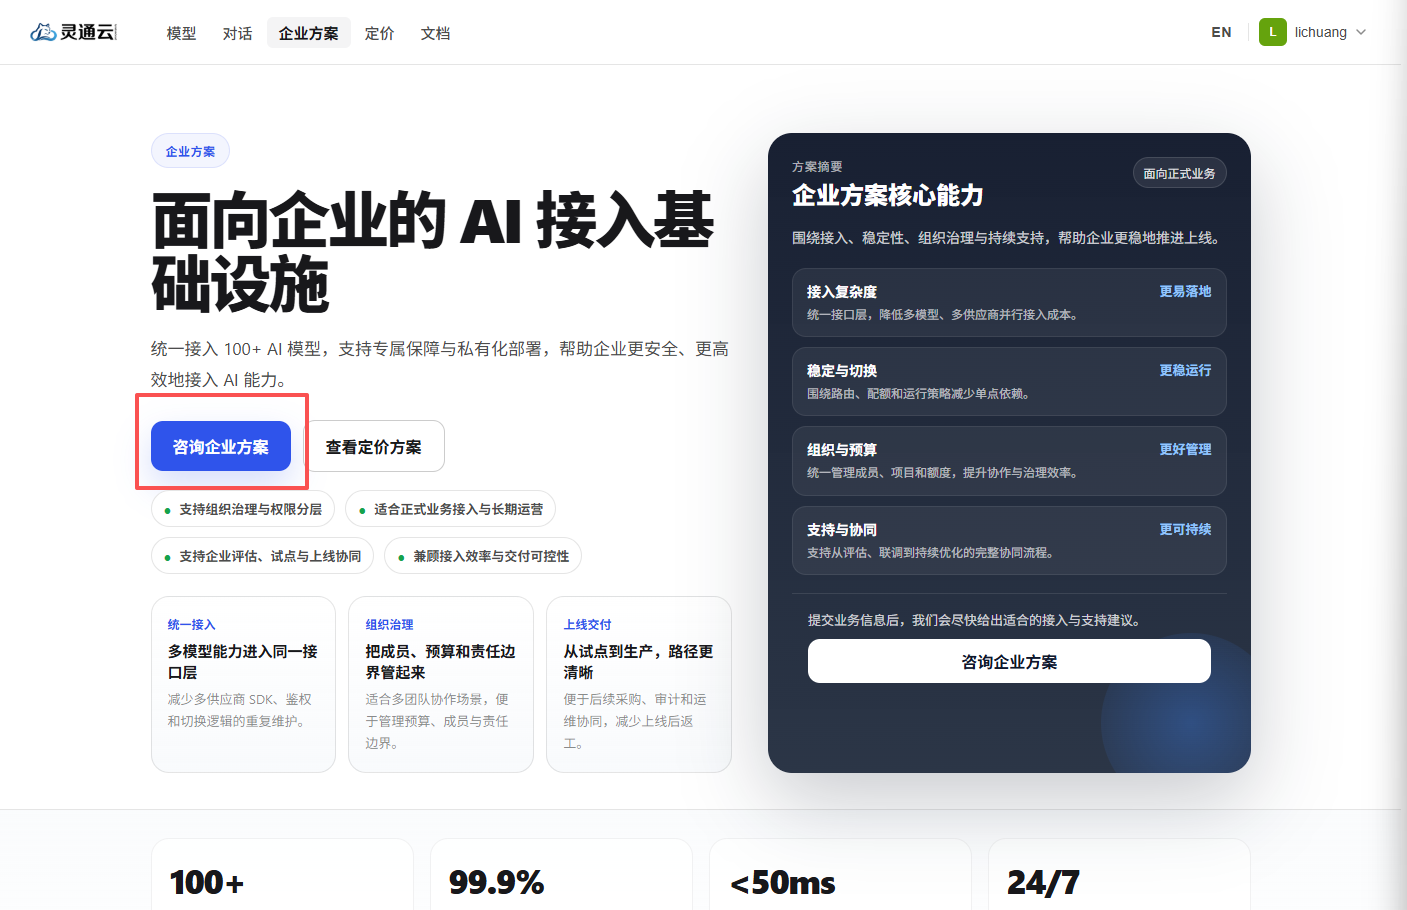 灵通云
模型
对话
企业方案
定价
文档
EN
L
lichuang
企业方案
面向企业的 AI 接入基
础设施
统一接入 100+ AI 模型，支持专属保障与私有化部署，帮助企业更安全、更高
效地接入 AI 能力。
咨询企业方案
查看定价方案
支持组织治理与权限分层
适合正式业务接入与长期运营
支持企业评估、试点与上线协同
兼顾接入效率与交付可控性
统一接入
多模型能力进入同一接
口层
减少多供应商 SDK、鉴权
和切换逻辑的重复维护。
组织治理
把成员、预算和责任边
界管起来
适合多团队协作场景，便
于管理预算、成员与责任
边界。
上线交付
从试点到生产，路径更
清晰
便于后续采购、审计和运
维协同，减少上线后返
工。
方案摘要
面向正式业务
企业方案核心能力
围绕接入、稳定性、组织治理与持续支持，帮助企业更稳地推进上线。
接入复杂度
更易落地
统一接口层，降低多模型、多供应商并行接入成本。
稳定与切换
更稳运行
围绕路由、配额和运行策略减少单点依赖。
组织与预算
更好管理
统一管理成员、项目和额度，提升协作与治理效率。
支持与协同
更可持续
支持从评估、联调到持续优化的完整协同流程。
提交业务信息后，我们会尽快给出适合的接入与支持建议。
咨询企业方案
100+
99.9%
<50ms
24/7